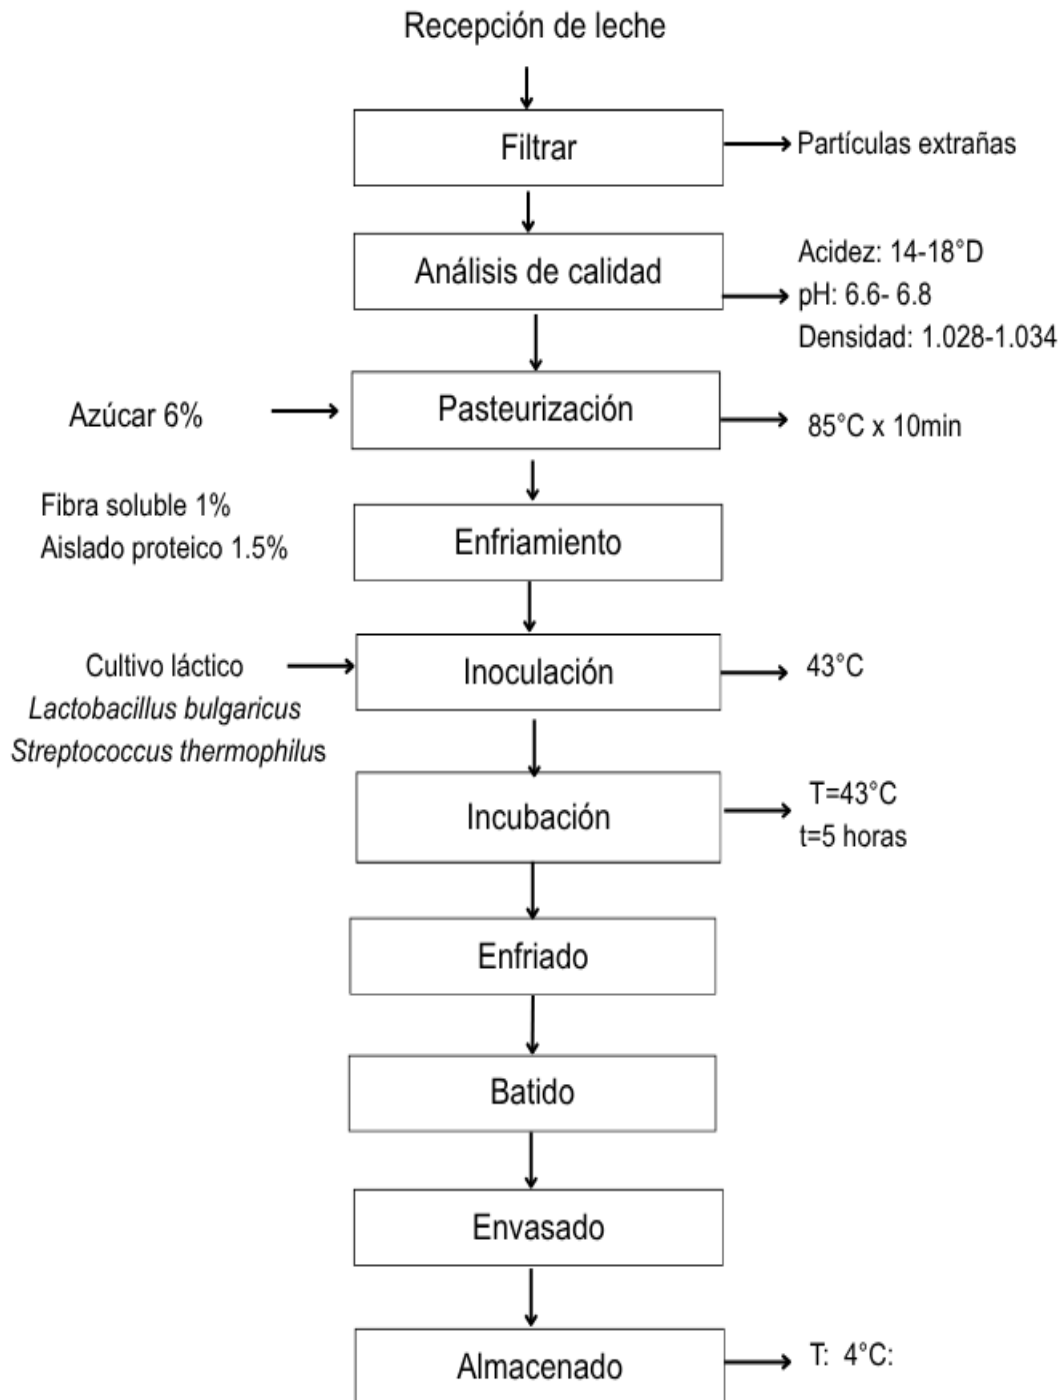 Recepción de leche
Filtrar
Partículas extrañas
Análisis de calidad
Acidez: 14-18°D
pH: 6.6- 6.8
Densidad: 1.028-1.034
Azúcar 6%
Pasteurización
85°C x 10min
Fibra soluble 1%
Aislado proteico 1.5%
Enfriamiento
Cultivo láctico
Lactobacillus bulgaricus
Streptococcus thermophilus
Inoculación
43°C
Incubación
T=43°C
t=5 horas
Enfriado
Batido
Envasado
Almacenado
T: 4°C: